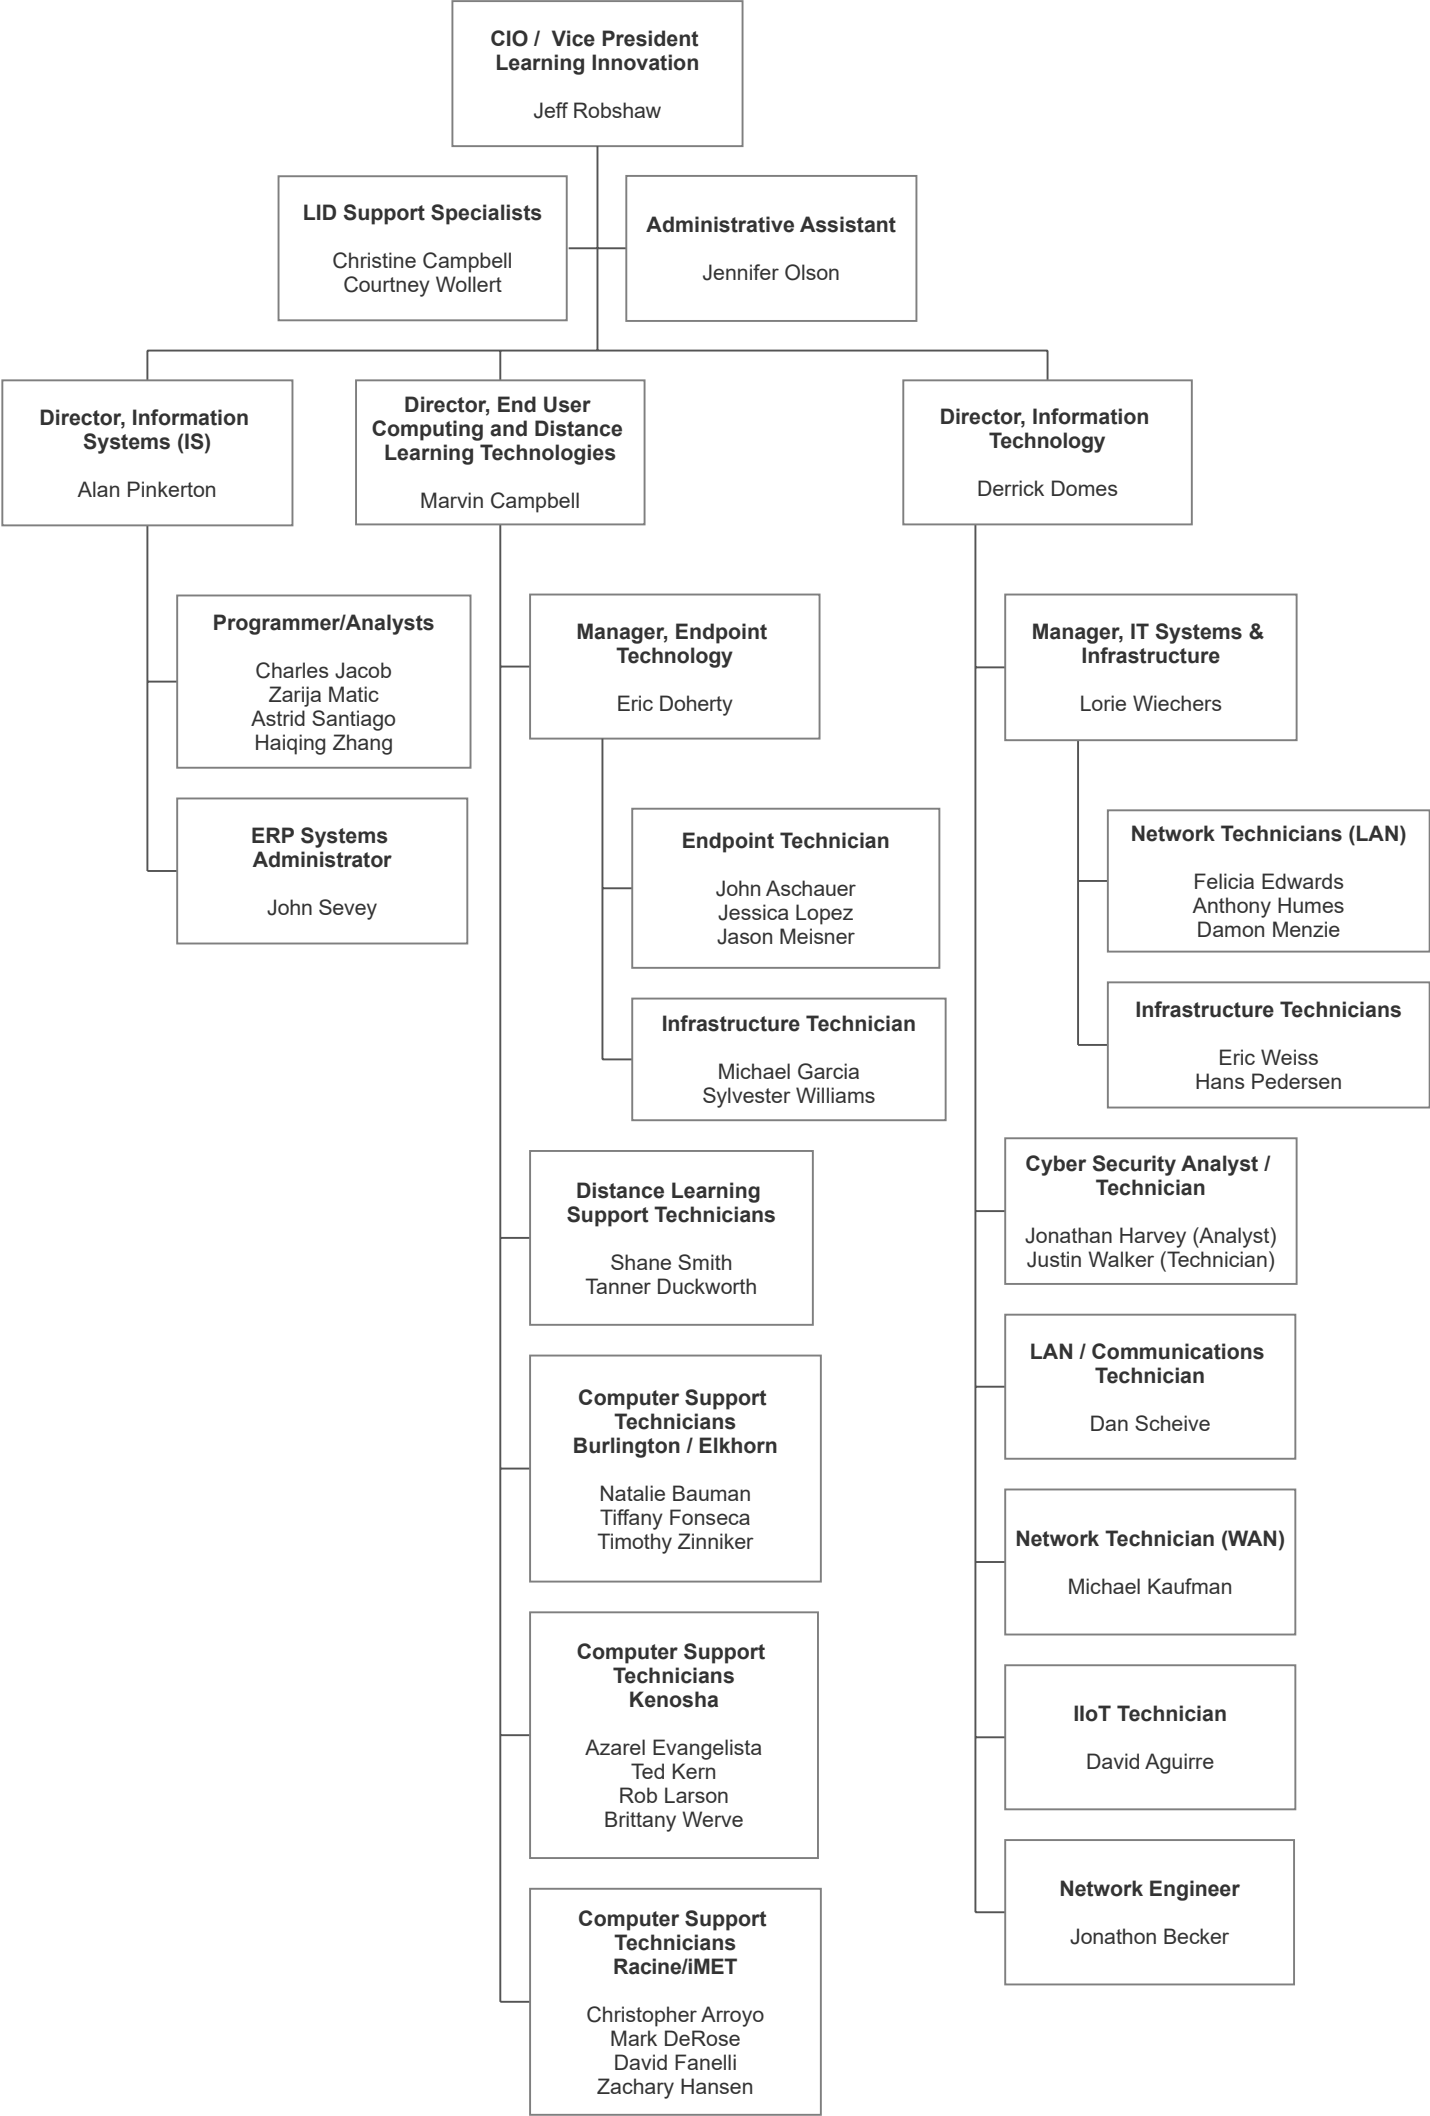 CIO / Vice President
Learning Innovation
Jeff Robshaw
LID Support Specialists
Christine Campbell
Courtney Wollert
Administrative Assistant
Jennifer Olson
Director, Information
Systems (IS)
Alan Pinkerton
Programmer/Analysts
Charles Jacob
Zarija Matic
Astrid Santiago
Haiqing Zhang
ERP Systems
Administrator
John Sevey
Director, End User
Computing and Distance
Learning Technologies
Marvin Campbell
Manager, Endpoint
Technology
Eric Doherty
Endpoint Technician
John Aschauer
Jessica Lopez
Jason Meisner
Infrastructure Technician
Michael Garcia
Sylvester Williams
Distance Learning
Support Technicians
Shane Smith
Tanner Duckworth
Computer Support
Technicians
Burlington / Elkhorn
Natalie Bauman
Tiffany Fonseca
Timothy Zinniker
Computer Support
Technicians
Kenosha
Azarel Evangelista
Ted Kern
Rob Larson
Brittany Werve
Computer Support
Technicians
Racine/iMET
Christopher Arroyo
Mark DeRose
David Fanelli
Zachary Hansen
Director, Information
Technology
Derrick Domes
Manager, IT Systems &
Infrastructure
Lorie Wiechers
Network Technicians (LAN)
Felicia Edwards
Anthony Humes
Damon Menzie
Infrastructure Technicians
Eric Weiss
Hans Pedersen
Cyber Security Analyst /
Technician
Jonathan Harvey (Analyst)
Justin Walker (Technician)
LAN / Communications
Technician
Dan Scheive
Network Technician (WAN)
Michael Kaufman
IIoT Technician
David Aguirre
Network Engineer
Jonathon Becker